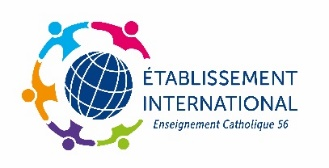 ÉTABLISSEMENT
INTERNATIONAL
Enseignement Catholique 56